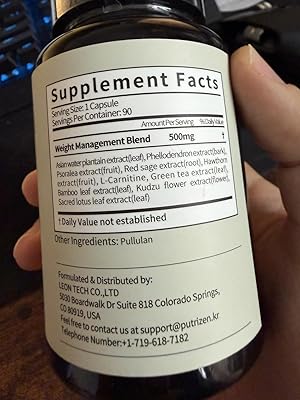 Supplement Facts
Serving Size: 1 Capsule
Servings Per Container: 90
Amount Per Serving % Daily Value
Weight Management Blend 500mg †
Asian water plantain extract(leaf), Phellodendron extract(bark),
Psoralea extract(fruit), Red sage extract(root), Hawthorn
extract(fruit), L-Carnitine, Green tea extract(leaf),
Bamboo leaf extract(leaf), Kudzu flower extract(flower),
Sacred lotus leaf extract(leaf)
† Daily Value not established
Other Ingredients: Pullulan
Formulated & Distributed by:
LEON TECH CO.,LTD
5030 Boardwalk Dr Suite 818 Colorado Springs,
CO 80919, USA
Feel free to contact us at support@putrizen.kr
Telephone Number:+1-719-618-7182